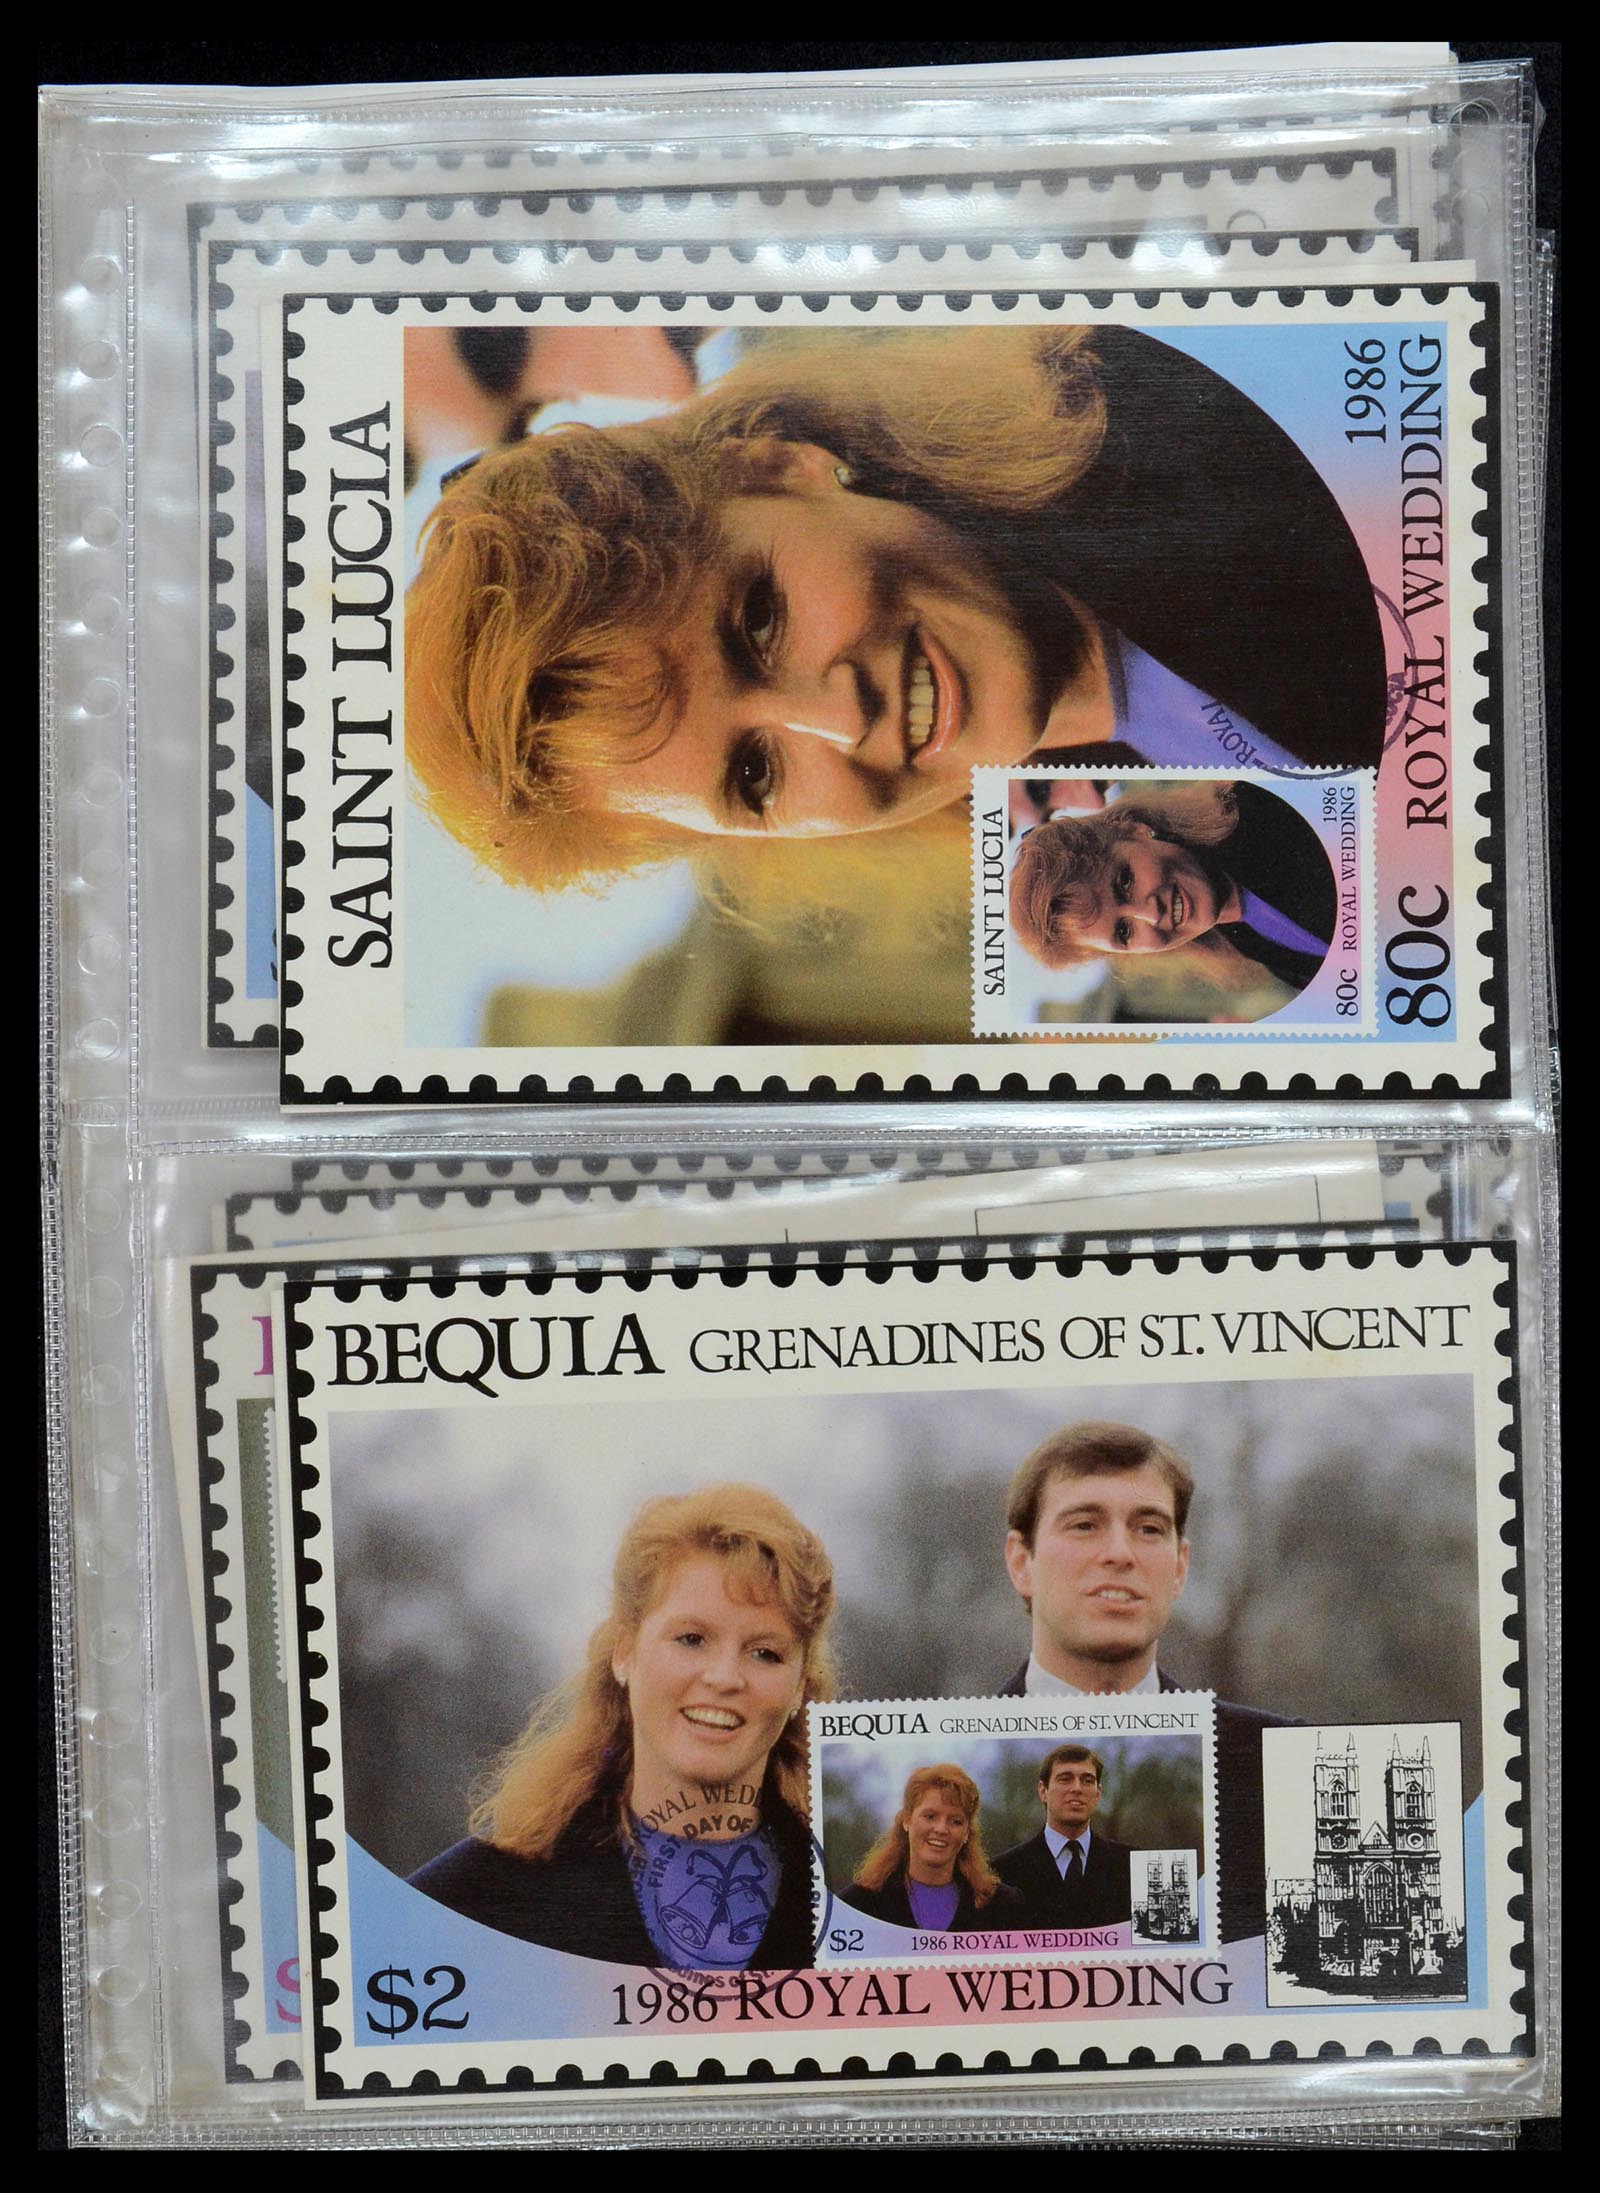 SAINT LUCIA
1986
ROYAL WEDDING
80c
ROYAL
SAINT LUCIA
1986
ROYAL WEDDING
80c
BEQUIA GRENADINES OF ST. VINCENT
BEQUIA GRENADINES OF ST. VINCENT
$2
1986 ROYAL WEDDING
ROYAL
FIRST DAY OF
$2
1986 ROYAL WEDDING